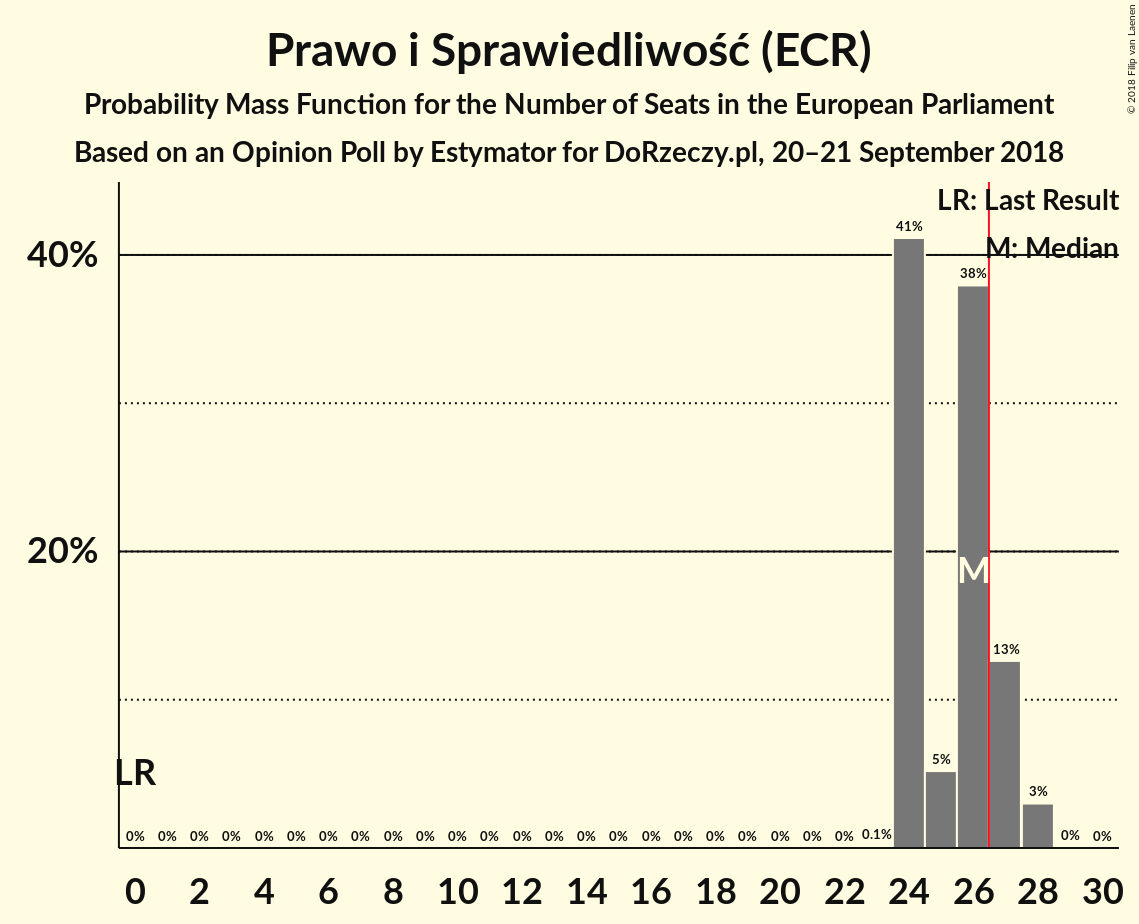 Prawo i Sprawiedliwość (ECR)
Probability Mass Function for the Number of Seats in the European Parliament
Based on an Opinion Poll by Estymator for DoRzeczy.pl, 20–21 September 2018
© 2018 Filip van Laenen
LR: Last Result
M: Median
40%
20%
41%
38%
M
13%
5%
3%
LR
0% 0% 0% 0% 0% 0% 0% 0% 0% 0% 0% 0% 0% 0% 0% 0% 0% 0% 0% 0% 0% 0% 0% 0.1% 0% 0%
0 2 4 6 8 10 12 14 16 18 20 22 24 26 28 30